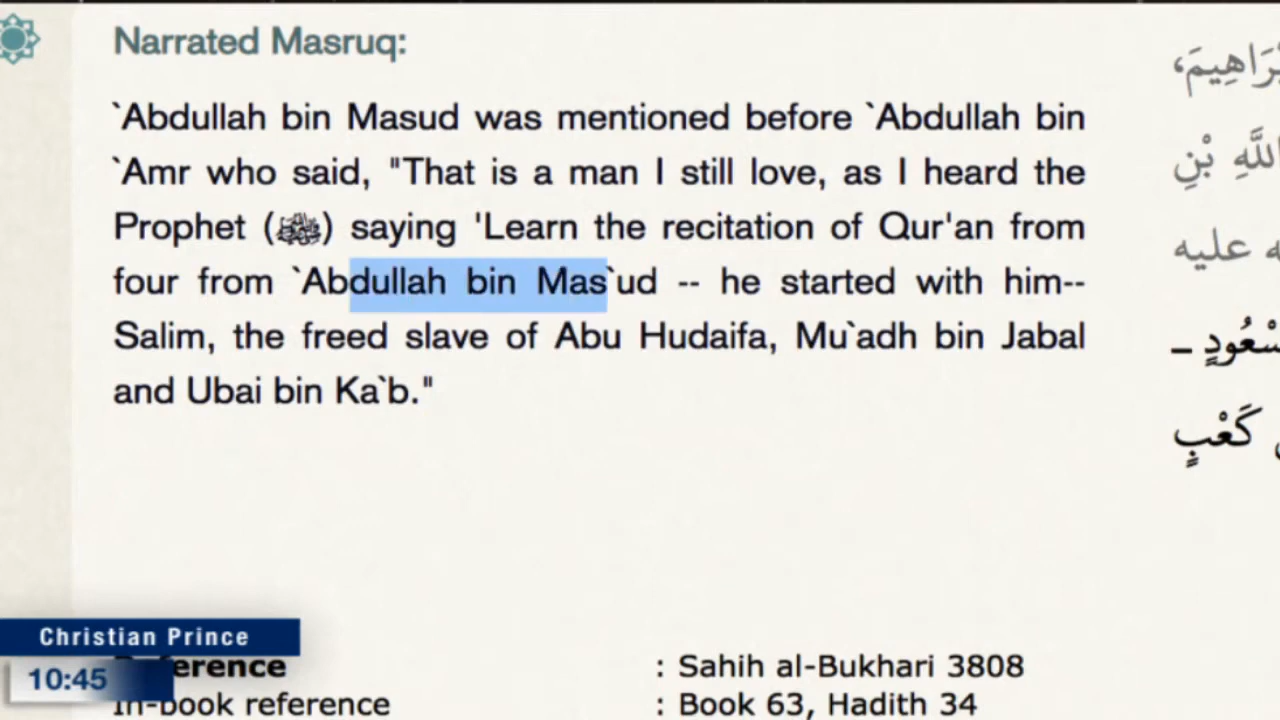 Narrated Masruq:
`Abdullah bin Masud was mentioned before `Abdullah bin
`Amr who said, "That is a man I still love, as I heard the
Prophet (ﷺ) saying 'Learn the recitation of Qur'an from
four from `Abdullah bin Mas`ud -- he started with him--
Salim, the freed slave of Abu Hudaifa, Mu`adh bin Jabal
and Ubai bin Ka`b."
اللَّهِ بْنِ
ه عليه
كَعْبٍ
Christian Prince
10:45
Reference : Sahih al-Bukhari 3808
In-book reference : Book 63, Hadith 34